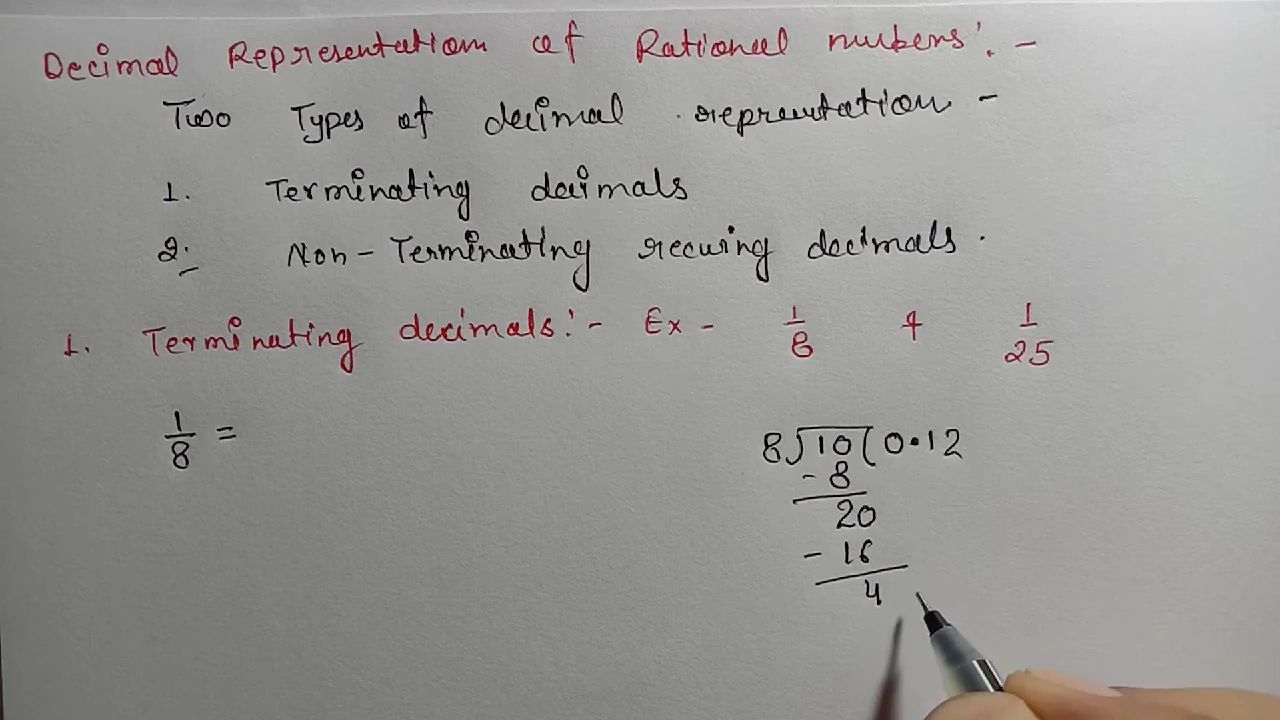 Decimal Representation of Rational numbers :-
Two Types of decimal representation -
1. Terminating decimals
2. Non-Terminating recuring decimals.
1. Terminating decimals :- Ex - 1/8 & 1/25
1/8 =
8)10(0.12
- 8
20
- 16
4